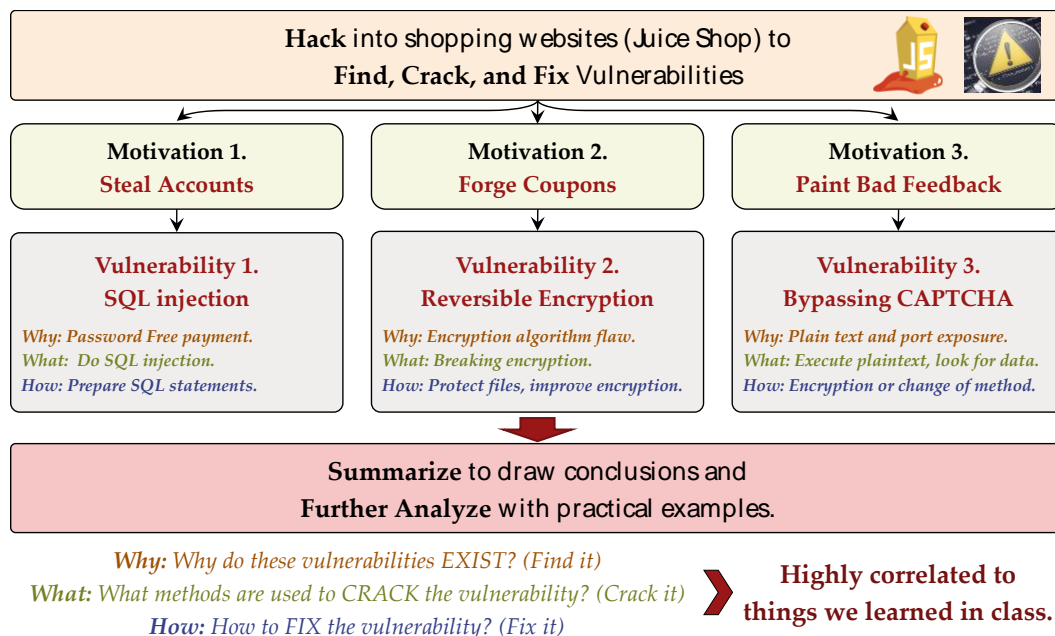 Hack into shopping websites (Juice Shop) to
Find, Crack, and Fix Vulnerabilities
JS
Motivation 1.
Steal Accounts
Motivation 2.
Forge Coupons
Motivation 3.
Paint Bad Feedback
Vulnerability 1.
SQL injection
Why: Password Free payment.
What: Do SQL injection.
How: Prepare SQL statements.
Vulnerability 2.
Reversible Encryption
Why: Encryption algorithm flaw.
What: Breaking encryption.
How: Protect files, improve encryption.
Vulnerability 3.
Bypassing CAPTCHA
Why: Plain text and port exposure.
What: Execute plaintext, look for data.
How: Encryption or change of method.
Summarize to draw conclusions and
Further Analyze with practical examples.
Why: Why do these vulnerabilities EXIST? (Find it)
What: What methods are used to CRACK the vulnerability? (Crack it)
How: How to FIX the vulnerability? (Fix it)
Highly correlated to
things we learned in class.